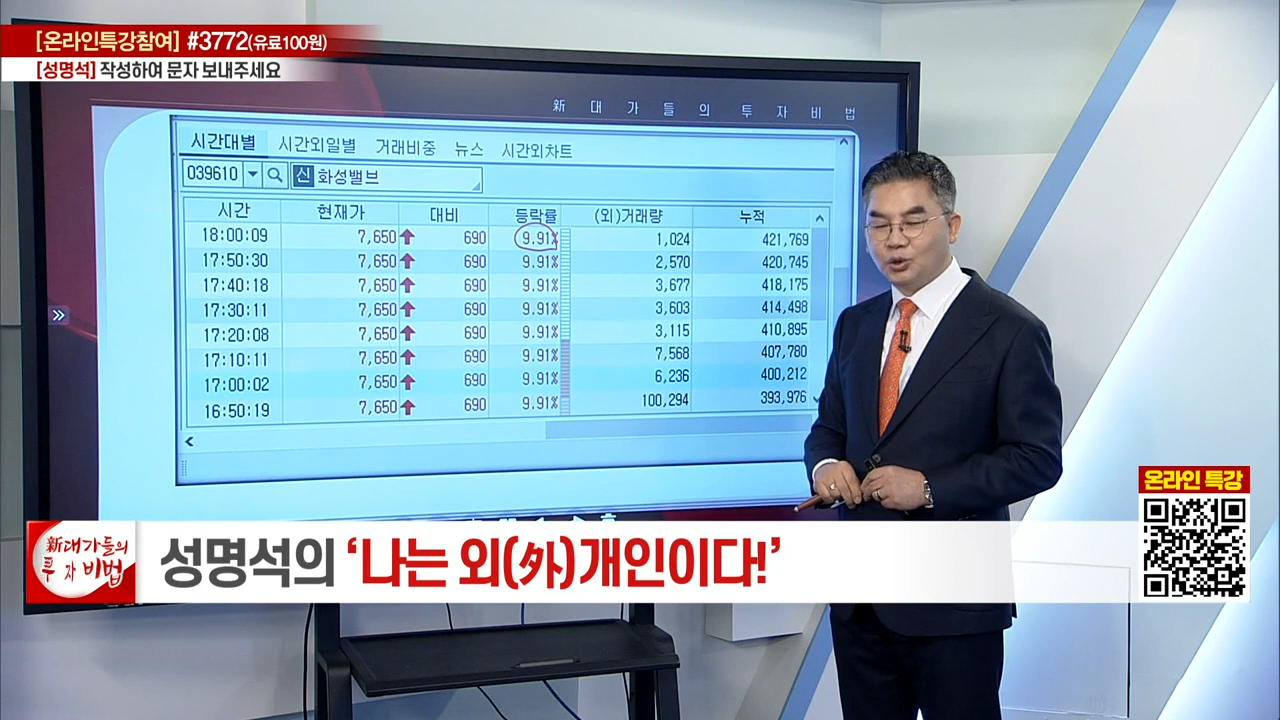 [온라인특강참여] #3772(유료100원)
[성명석] 작성하여 문자 보내주세요
新 대 가 들 의 투 자 비 법
시간대별 시간외일별 거래비중 뉴스 시간외차트
039610 신 화성밸브
시간 현재가 대비 등락률 (외)거래량 누적
18:00:09 7,650 690 9.91% 1,024 421,769
17:50:30 7,650 690 9.91% 2,570 420,745
17:40:18 7,650 690 9.91% 3,677 418,175
17:30:11 7,650 690 9.91% 3,603 414,498
17:20:08 7,650 690 9.91% 3,115 410,895
17:10:11 7,650 690 9.91% 7,568 407,780
17:00:02 7,650 690 9.91% 6,236 400,212
16:50:19 7,650 690 9.91% 100,294 393,976
온라인 특강
新대가들의
투자 비법
성명석의 ‘나는 외(外)개인이다!’